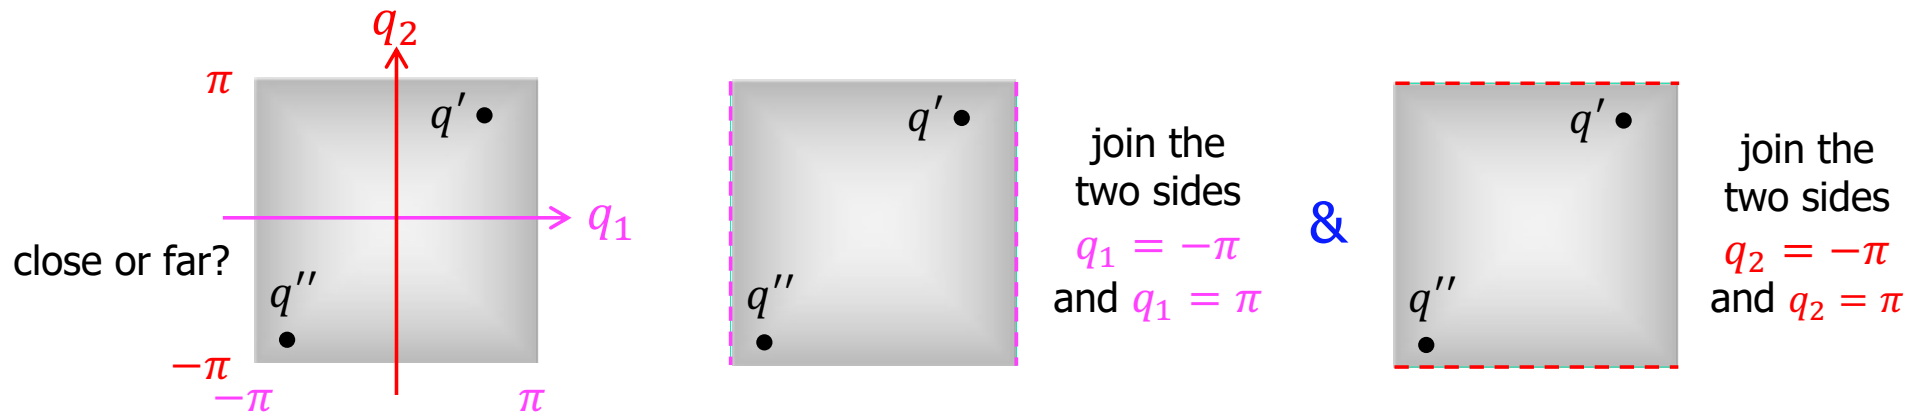 q₂
π
q′
q₁
close or far?
q′′
−π
−π
π
q′
q′′
join the
two sides
q₁ = −π
and q₁ = π
&
q′
q′′
join the
two sides
q₂ = −π
and q₂ = π